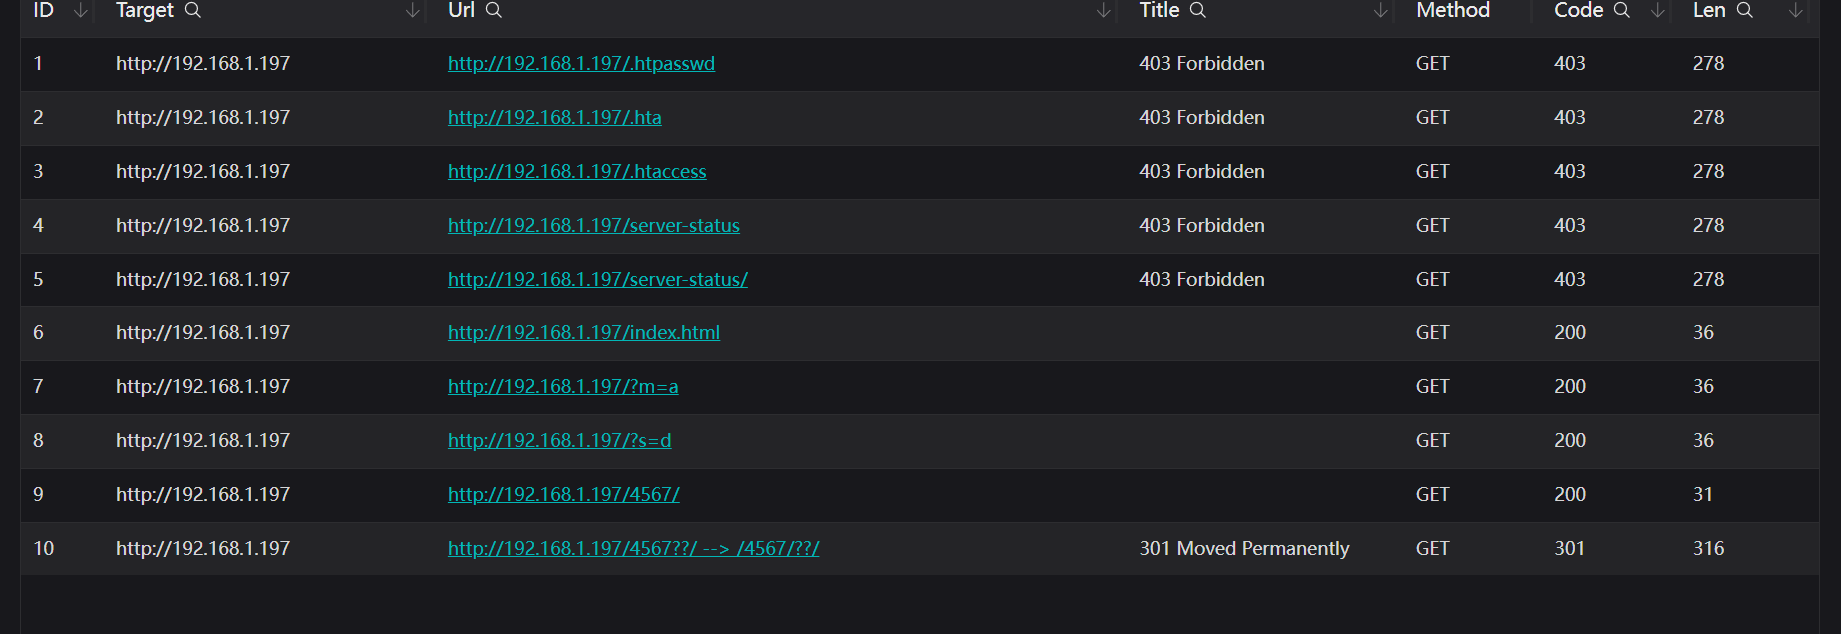 ID Target Url Title Method Code Len
1 http://192.168.1.197 http://192.168.1.197/.htpasswd 403 Forbidden GET 403 278
2 http://192.168.1.197 http://192.168.1.197/.hta 403 Forbidden GET 403 278
3 http://192.168.1.197 http://192.168.1.197/.htaccess 403 Forbidden GET 403 278
4 http://192.168.1.197 http://192.168.1.197/server-status 403 Forbidden GET 403 278
5 http://192.168.1.197 http://192.168.1.197/server-status/ 403 Forbidden GET 403 278
6 http://192.168.1.197 http://192.168.1.197/index.html GET 200 36
7 http://192.168.1.197 http://192.168.1.197/?m=a GET 200 36
8 http://192.168.1.197 http://192.168.1.197/?s=d GET 200 36
9 http://192.168.1.197 http://192.168.1.197/4567/ GET 200 31
10 http://192.168.1.197 http://192.168.1.197/4567??/ --> /4567/??/ 301 Moved Permanently GET 301 316